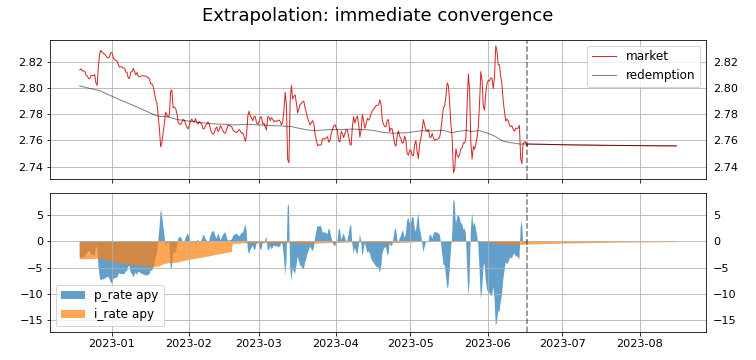 Extrapolation: immediate convergence
2.82 2.82
2.80 2.80
2.78 2.78
2.76 2.76
2.74 2.74
market
redemption
5 5
0 0
−5 −5
−10 −10
−15 −15
p_rate apy
i_rate apy
2023-01 2023-02 2023-03 2023-04 2023-05 2023-06 2023-07 2023-08